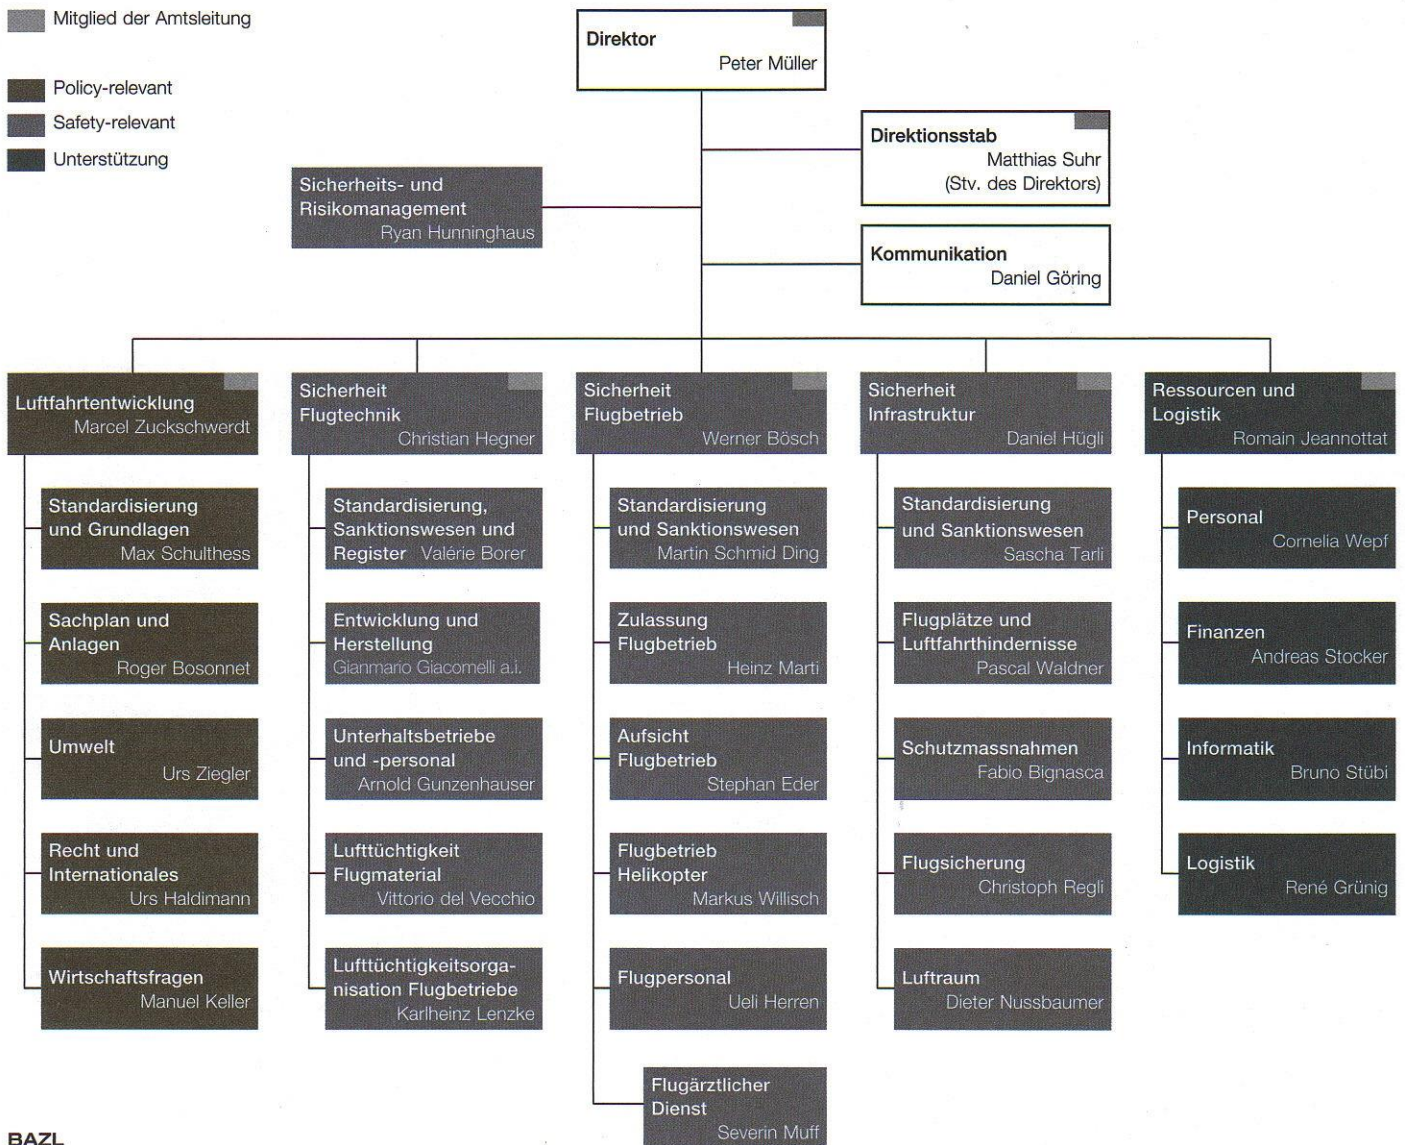 Mitglied der Amtsleitung
Policy-relevant
Safety-relevant
Unterstützung
Direktor
Peter Müller
Direktionsstab
Matthias Suhr
(Stv. des Direktors)
Sicherheits- und
Risikomanagement
Ryan Hunninghaus
Kommunikation
Daniel Göring
Luftfahrtentwicklung
Marcel Zuckschwerdt
Standardisierung
und Grundlagen
Max Schulthess
Sachplan und
Anlagen
Roger Bosonnet
Umwelt
Urs Ziegler
Recht und
Internationales
Urs Haldimann
Wirtschaftsfragen
Manuel Keller
Sicherheit
Flugtechnik
Christian Hegner
Standardisierung,
Sanktionswesen und
Register Valérie Borer
Entwicklung und
Herstellung
Gianmario Giacomelli a.i.
Unterhaltsbetriebe
und -personal
Arnold Gunzenhauser
Lufttüchtigkeit
Flugmaterial
Vittorio del Vecchio
Lufttüchtigkeitsorga-
nisation Flugbetriebe
Karlheinz Lenzke
Sicherheit
Flugbetrieb
Werner Bösch
Standardisierung
und Sanktionswesen
Martin Schmid Ding
Zulassung
Flugbetrieb
Heinz Marti
Aufsicht
Flugbetrieb
Stephan Eder
Flugbetrieb
Helikopter
Markus Willisch
Flugpersonal
Ueli Herren
Flugärztlicher
Dienst
Severin Muff
Sicherheit
Infrastruktur
Daniel Hügli
Standardisierung
und Sanktionswesen
Sascha Tarli
Flugplätze und
Luftfahrthindernisse
Pascal Waldner
Schutzmassnahmen
Fabio Bignasca
Flugsicherung
Christoph Regli
Luftraum
Dieter Nussbaumer
Ressourcen und
Logistik
Romain Jeannottat
Personal
Cornelia Wepf
Finanzen
Andreas Stocker
Informatik
Bruno Stübi
Logistik
René Grünig
BAZL